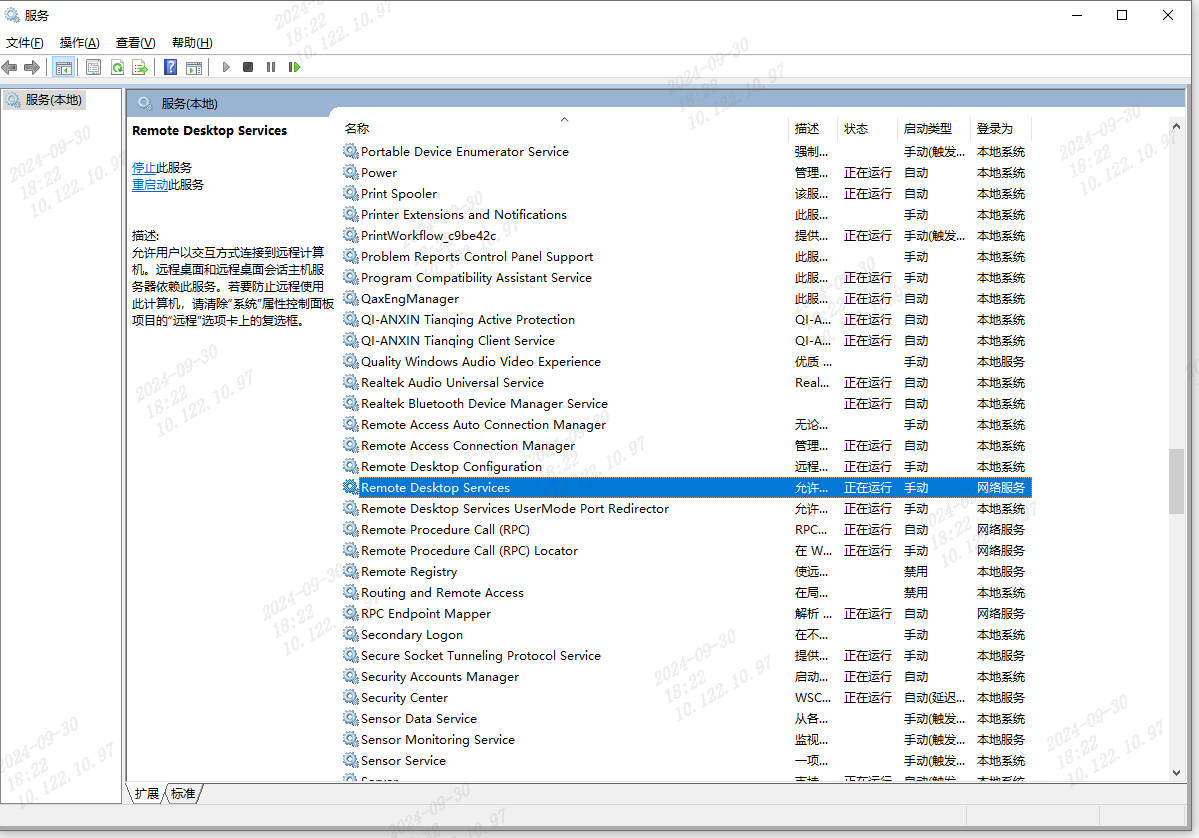 服务
文件(F) 操作(A) 查看(V) 帮助(H)
服务(本地)
服务(本地)
Remote Desktop Services
停止此服务
重启动此服务
描述:
允许用户以交互方式连接到远程计算
机。远程桌面和远程桌面会话主机服
务器依赖此服务。若要防止远程使用
此计算机，请清除“系统”属性控制面板
项目的“远程”选项卡上的复选框。
名称 描述 状态 启动类型 登录为
Portable Device Enumerator Service 强制... 手动(触发... 本地系统
Power 管理... 正在运行 自动 本地系统
Print Spooler 该服... 正在运行 自动 本地系统
Printer Extensions and Notifications 此服... 手动 本地系统
PrintWorkflow_c9be42c 提供... 正在运行 手动(触发... 本地系统
Problem Reports Control Panel Support 此服... 手动 本地系统
Program Compatibility Assistant Service 此服... 正在运行 自动 本地系统
QaxEngManager 此服... 正在运行 自动 本地系统
QI-ANXIN Tianqing Active Protection QI-A... 正在运行 自动 本地系统
QI-ANXIN Tianqing Client Service QI-A... 正在运行 自动 本地系统
Quality Windows Audio Video Experience 优质 ... 手动 本地服务
Realtek Audio Universal Service Real... 正在运行 自动 本地系统
Realtek Bluetooth Device Manager Service 正在运行 自动 本地系统
Remote Access Auto Connection Manager 无论... 手动 本地系统
Remote Access Connection Manager 管理... 正在运行 自动 本地系统
Remote Desktop Configuration 远程... 正在运行 手动 本地系统
Remote Desktop Services 允许... 正在运行 手动 网络服务
Remote Desktop Services UserMode Port Redirector 允许... 正在运行 手动 本地系统
Remote Procedure Call (RPC) RPC... 正在运行 自动 网络服务
Remote Procedure Call (RPC) Locator 在 W... 正在运行 手动 网络服务
Remote Registry 使远... 禁用 本地服务
Routing and Remote Access 在局... 禁用 本地系统
RPC Endpoint Mapper 解析 ... 正在运行 自动 网络服务
Secondary Logon 在不... 手动 本地系统
Secure Socket Tunneling Protocol Service 提供... 正在运行 手动 本地服务
Security Accounts Manager 启动... 正在运行 自动 本地系统
Security Center WSC... 正在运行 自动(延迟... 本地服务
Sensor Data Service 从各... 手动(触发... 本地系统
Sensor Monitoring Service 监视... 手动(触发... 本地服务
Sensor Service 一项... 手动(触发... 本地系统
Server 支持... 正在运行 自动(触发... 本地系统
扩展 标准
2024-09-30
18:22
10.122.10.97